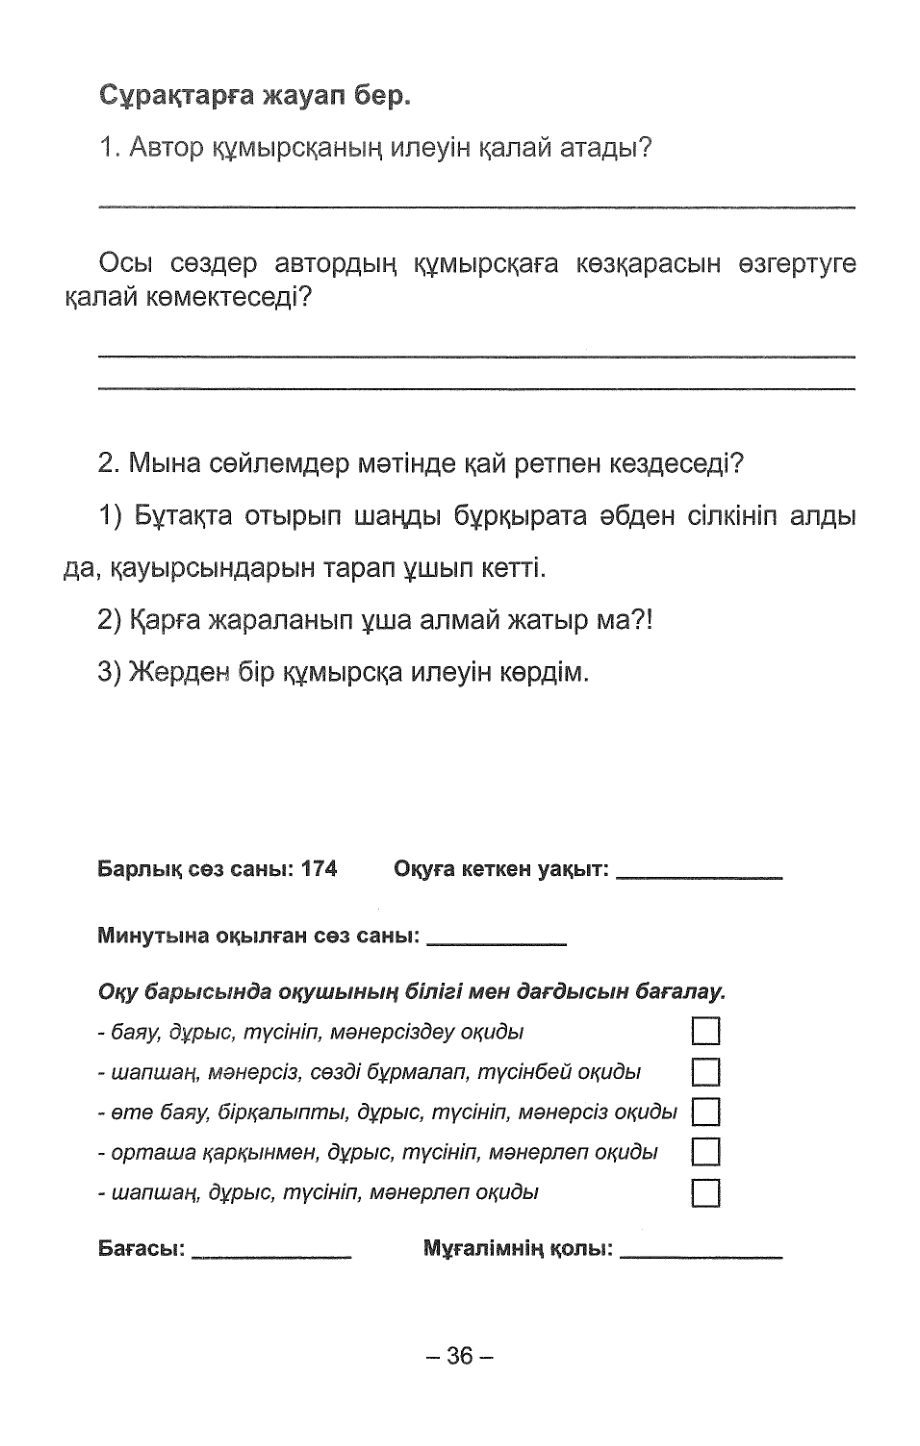 Сұрақтарға жауап бер.
1. Автор құмырсқаның илеуін қалай атады?
Осы сөздер автордың құмырсқаға көзқарасын өзгертуге
қалай көмектеседі?
2. Мына сөйлемдер мәтінде қай ретпен кездеседі?
1) Бұтақта отырып шаңды бұрқырата әбден сілкініп алды
да, қауырсындарын тарап ұшып кетті.
2) Қарға жараланып ұша алмай жатыр ма?!
3) Жерден бір құмырсқа илеуін көрдім.
Барлық сөз саны: 174 Оқуға кеткен уақыт: ____________
Минутына оқылған сөз саны: __________
Оқу барысында оқушының білігі мен дағдысын бағалау.
- баяу, дұрыс, түсініп, мәнерсіздеу оқиды
- шапшаң, мәнерсіз, сөзді бұрмалап, түсінбей оқиды
- өте баяу, бірқалыпты, дұрыс, түсініп, мәнерсіз оқиды
- орташа қарқынмен, дұрыс, түсініп, мәнерлеп оқиды
- шапшаң, дұрыс, түсініп, мәнерлеп оқиды
Бағасы: ____________ Мұғалімнің қолы: ____________
– 36 –